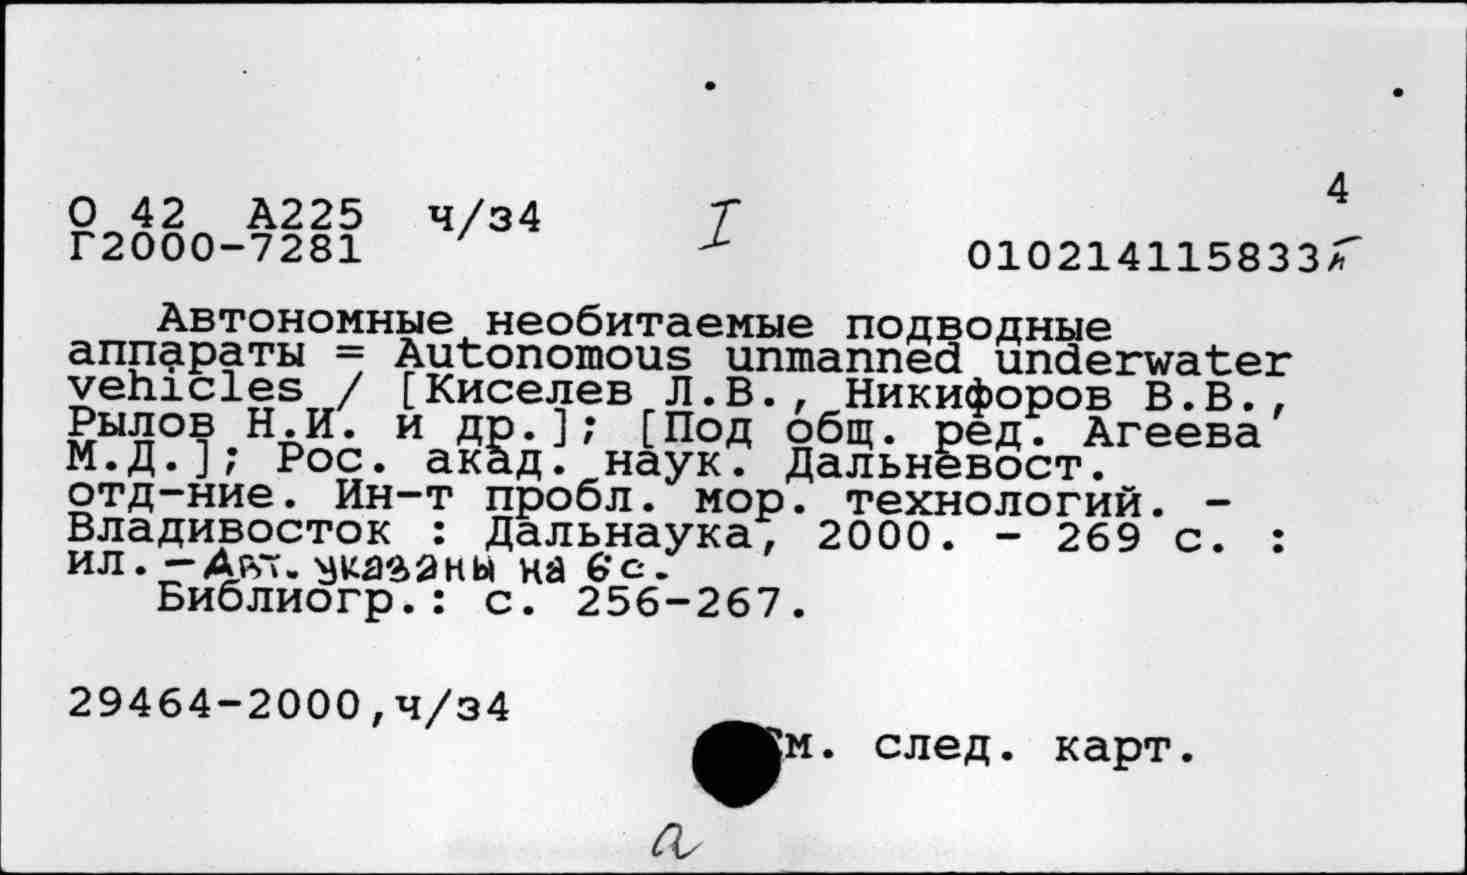 4
О 42 А225 ч/з4 I
Г2000-7281
010214115833
Автономные необитаемые подводные
аппараты = Autonomous unmanned underwater
vehicles / [Киселев Л.В., Никифоров В.В.,
Рылов Н.И. и др.]; [Под общ. ред. Агеева
М.Д.]; Рос. акад. наук. Дальневост.
отд-ние. Ин-т пробл. мор. технологий. -
Владивосток : Дальнаука, 2000. - 269 с. :
ил. — Авт. указаны на 6 с.
Библиогр.: с. 256-267.
29464-2000,ч/з4
См. след. карт.
а